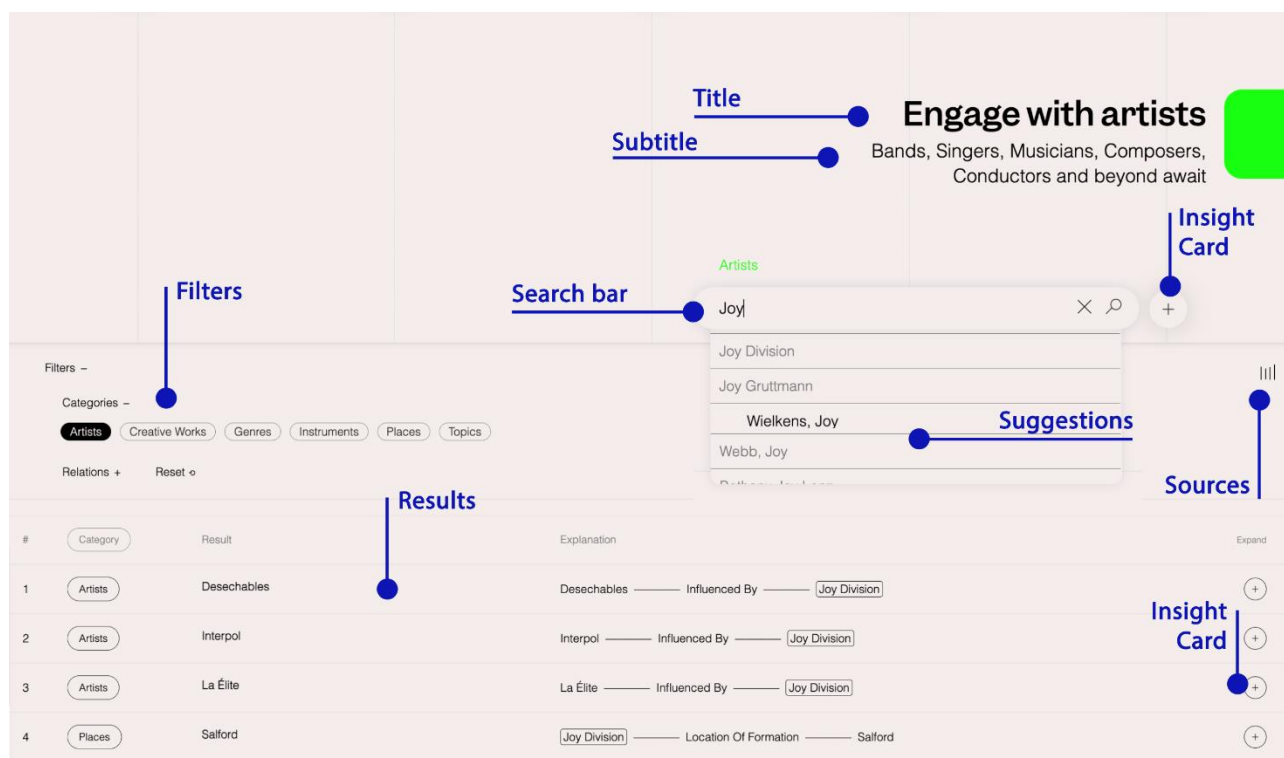 Title
Engage with artists
Subtitle
Bands, Singers, Musicians, Composers,
Conductors and beyond await
Insight
Card
Artists
Filters
Search bar
Joy
+
Joy Division
Filters –
Joy Gruttmann
Categories –
Wielkens, Joy
Suggestions
Artists Creative Works Genres Instruments Places Topics
Webb, Joy
Relations + Reset
Sources
Results
# Category Result Explanation Expand
1 Artists Desechables Desechables —— Influenced By —— Joy Division +
Insight
Card
2 Artists Interpol Interpol —— Influenced By —— Joy Division +
3 Artists La Élite La Élite —— Influenced By —— Joy Division +
4 Places Salford Joy Division —— Location Of Formation —— Salford +